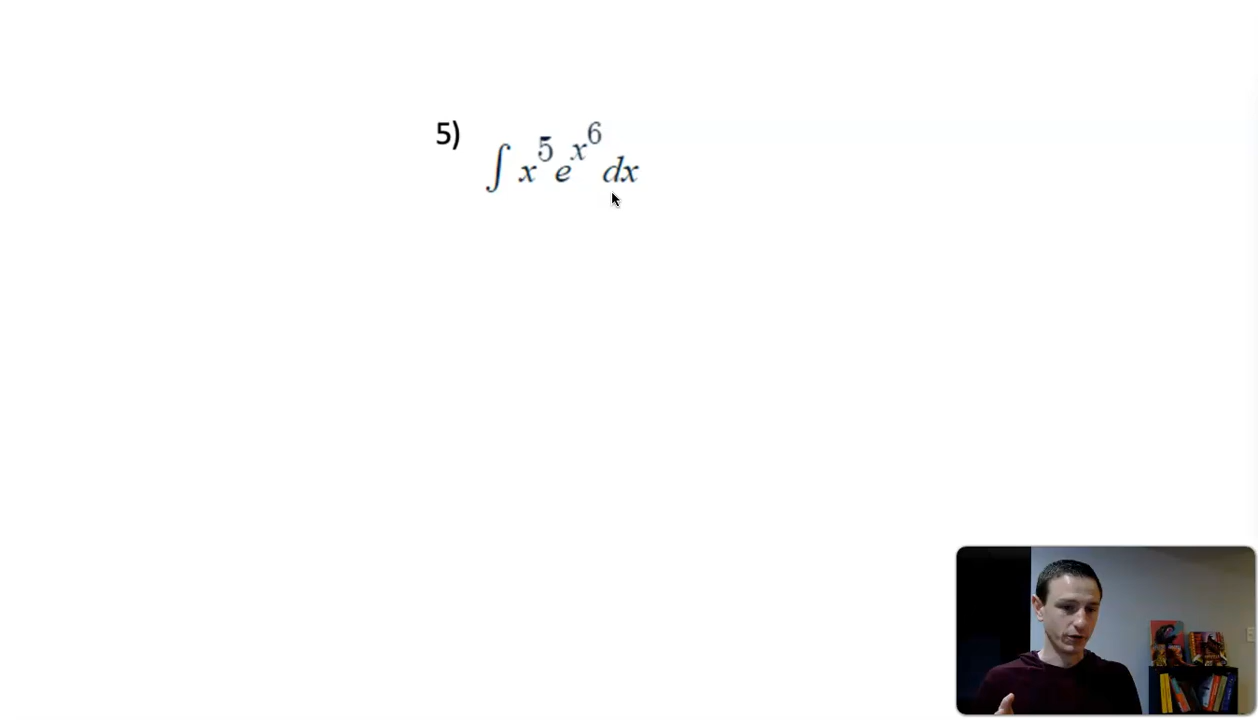 5) ∫ x^5 e^{x^6} dx